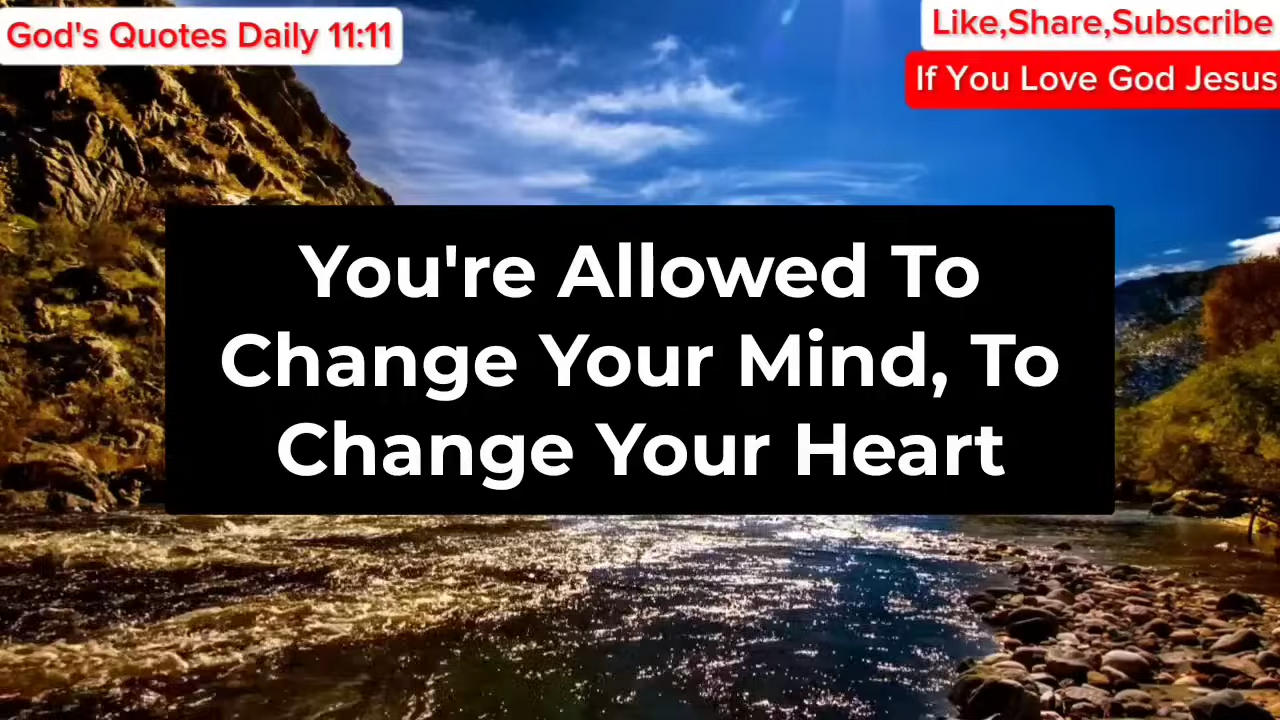 God's Quotes Daily 11:11
Like,Share,Subscribe
If You Love God Jesus
You're Allowed To
Change Your Mind, To
Change Your Heart